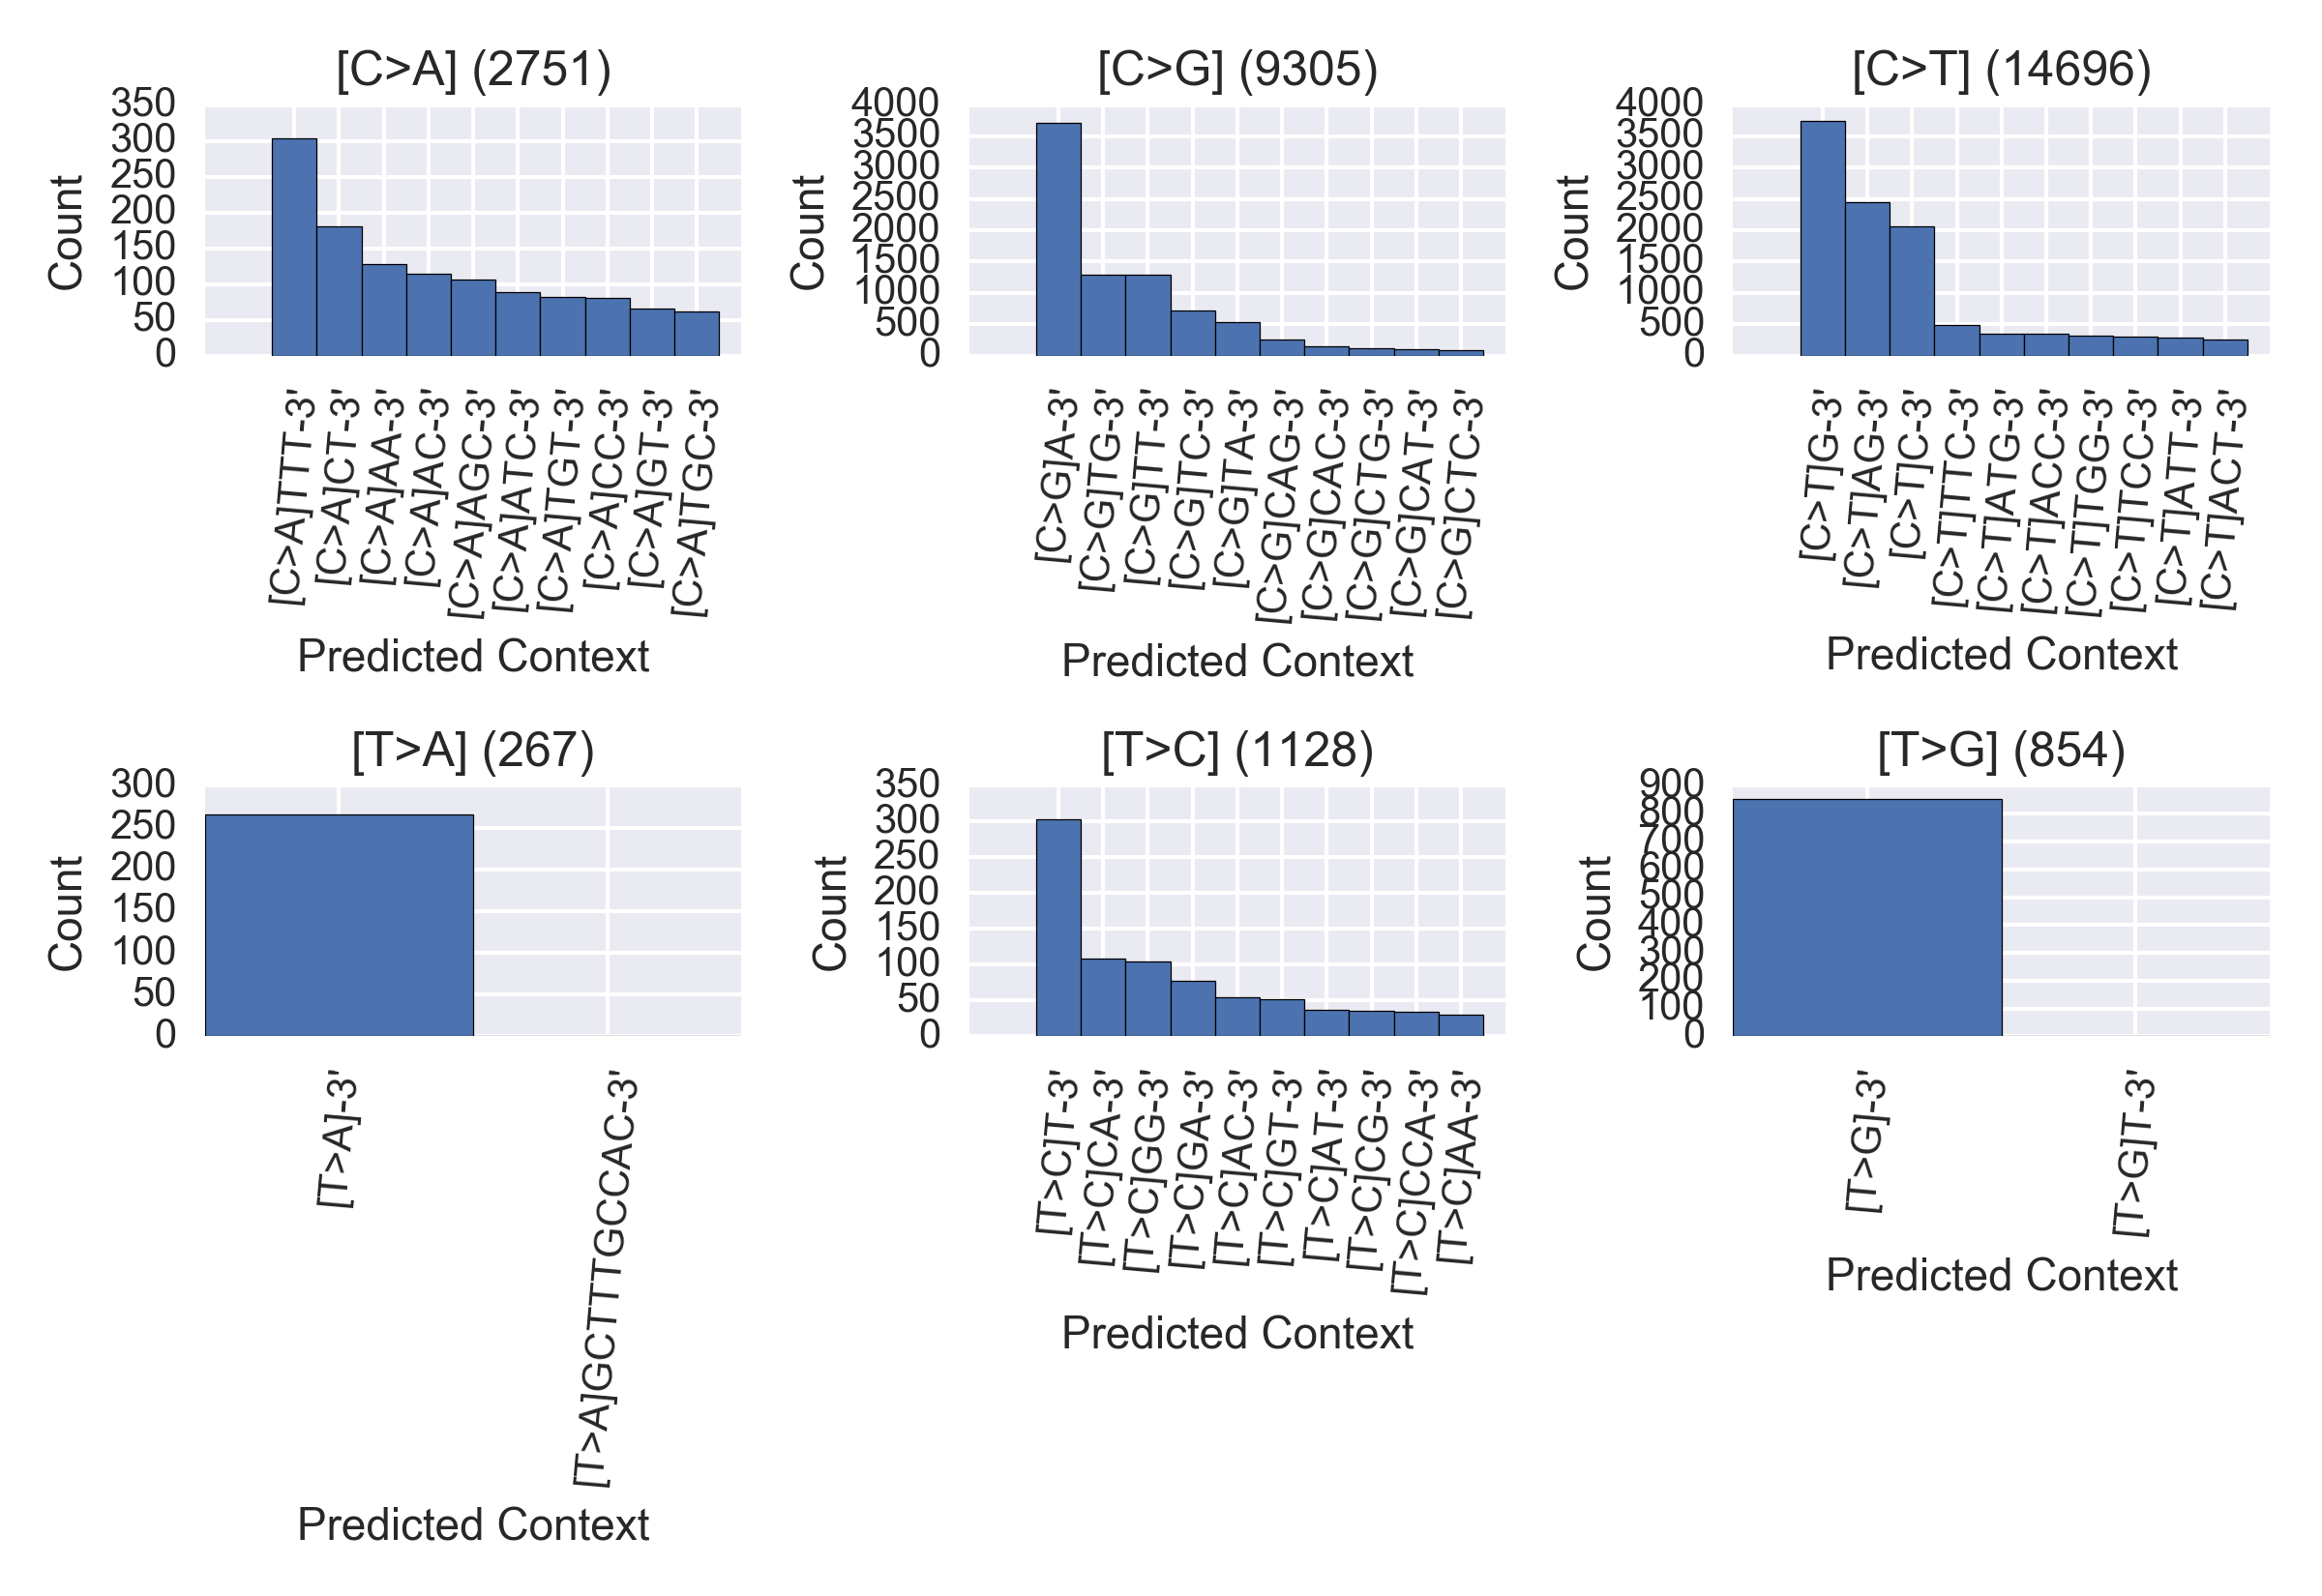 [C>A] (2751)
350
300
250
200
150
100
50
0
Count
[C>A]TTT-3'
[C>A]CT-3'
[C>A]AA-3'
[C>A]AC-3'
[C>A]AGC-3'
[C>A]ATC-3'
[C>A]TGT-3'
[C>A]CC-3'
[C>A]GT-3'
[C>A]TGC-3'
Predicted Context
[C>G] (9305)
4000
3500
3000
2500
2000
1500
1000
500
0
Count
[C>G]A-3'
[C>G]TG-3'
[C>G]TT-3'
[C>G]TC-3'
[C>G]TA-3'
[C>G]CAG-3'
[C>G]CAC-3'
[C>G]CTG-3'
[C>G]CAT-3'
[C>G]CTC-3'
Predicted Context
[C>T] (14696)
4000
3500
3000
2500
2000
1500
1000
500
0
Count
[C>T]G-3'
[C>T]AG-3'
[C>T]C-3'
[C>T]TTC-3'
[C>T]ATG-3'
[C>T]ACC-3'
[C>T]TGG-3'
[C>T]TCC-3'
[C>T]ATT-3'
[C>T]ACT-3'
Predicted Context
[T>A] (267)
300
250
200
150
100
50
0
Count
[T>A]-3'
[T>A]GCTTTTGCCAC-3'
Predicted Context
[T>C] (1128)
350
300
250
200
150
100
50
0
Count
[T>C]T-3'
[T>C]CA-3'
[T>C]GG-3'
[T>C]GA-3'
[T>C]AC-3'
[T>C]GT-3'
[T>C]AT-3'
[T>C]CG-3'
[T>C]CCA-3'
[T>C]AA-3'
Predicted Context
[T>G] (854)
900
800
700
600
500
400
300
200
100
0
Count
[T>G]-3'
[T>G]T-3'
Predicted Context